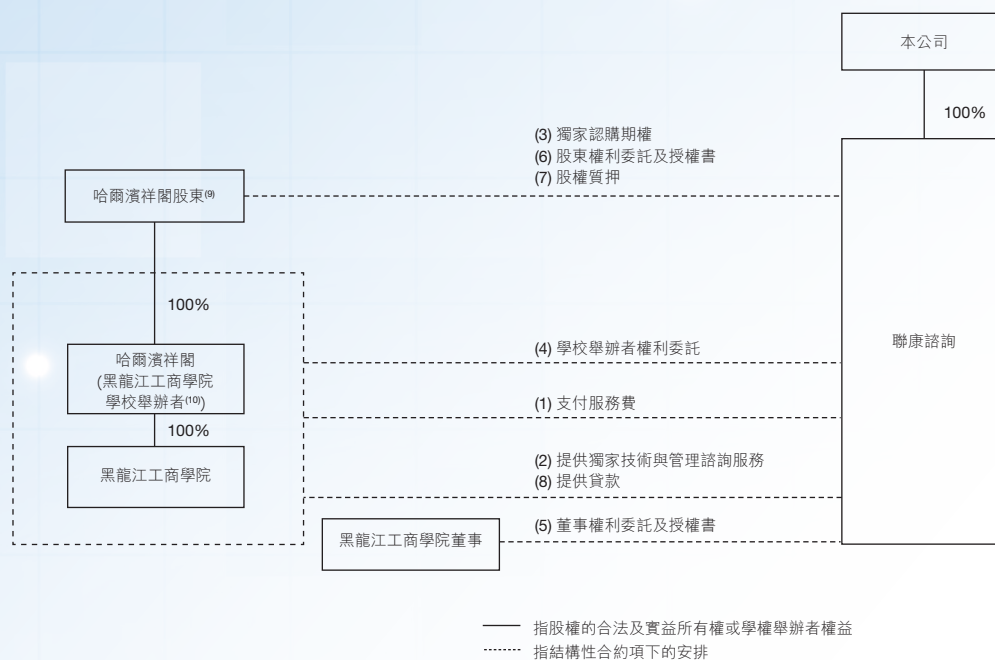 本公司
100%
(3) 獨家認購期權
(6) 股東權利委託及授權書
(7) 股權質押
哈爾濱祥閣股東(9)
100%
(4) 學校舉辦者權利委託
聯康諮詢
哈爾濱祥閣
(黑龍江工商學院
學校舉辦者(10))
(1) 支付服務費
100%
(2) 提供獨家技術與管理諮詢服務
(8) 提供貸款
黑龍江工商學院
(5) 董事權利委託及授權書
黑龍江工商學院董事
指股權的合法及實益所有權或學權舉辦者權益
指結構性合約項下的安排